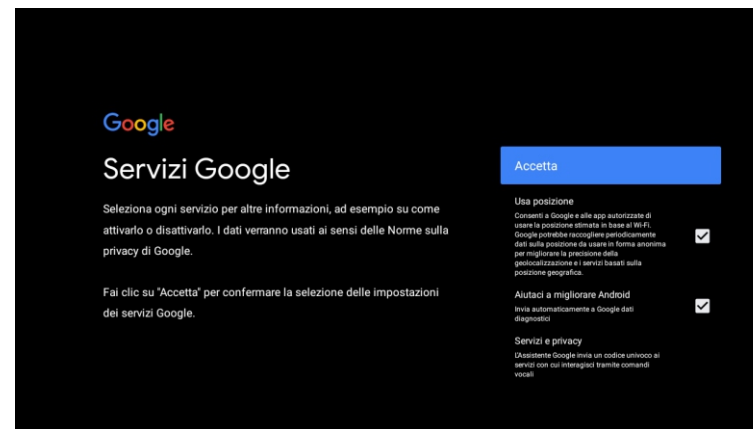 Google
Servizi Google
Seleziona ogni servizio per altre informazioni, ad esempio su come
attivarlo o disattivarlo. I dati verranno usati ai sensi delle Norme sulla
privacy di Google.
Fai clic su "Accetta" per confermare la selezione delle impostazioni
dei servizi Google.
Accetta
Usa posizione
Consenti a Google e alle app autorizzate di
usare la posizione stimata in base al Wi-Fi.
Google potrebbe raccogliere periodicamente
dati sulla posizione da usare in forma anonima
per migliorare la precisione della
geolocalizzazione e i servizi basati sulla
posizione geografica.
Aiutaci a migliorare Android
Invia automaticamente a Google dati
diagnostici
Servizi e privacy
L'Assistente Google invia un codice univoco ai
servizi con cui interagisci tramite comandi
vocali